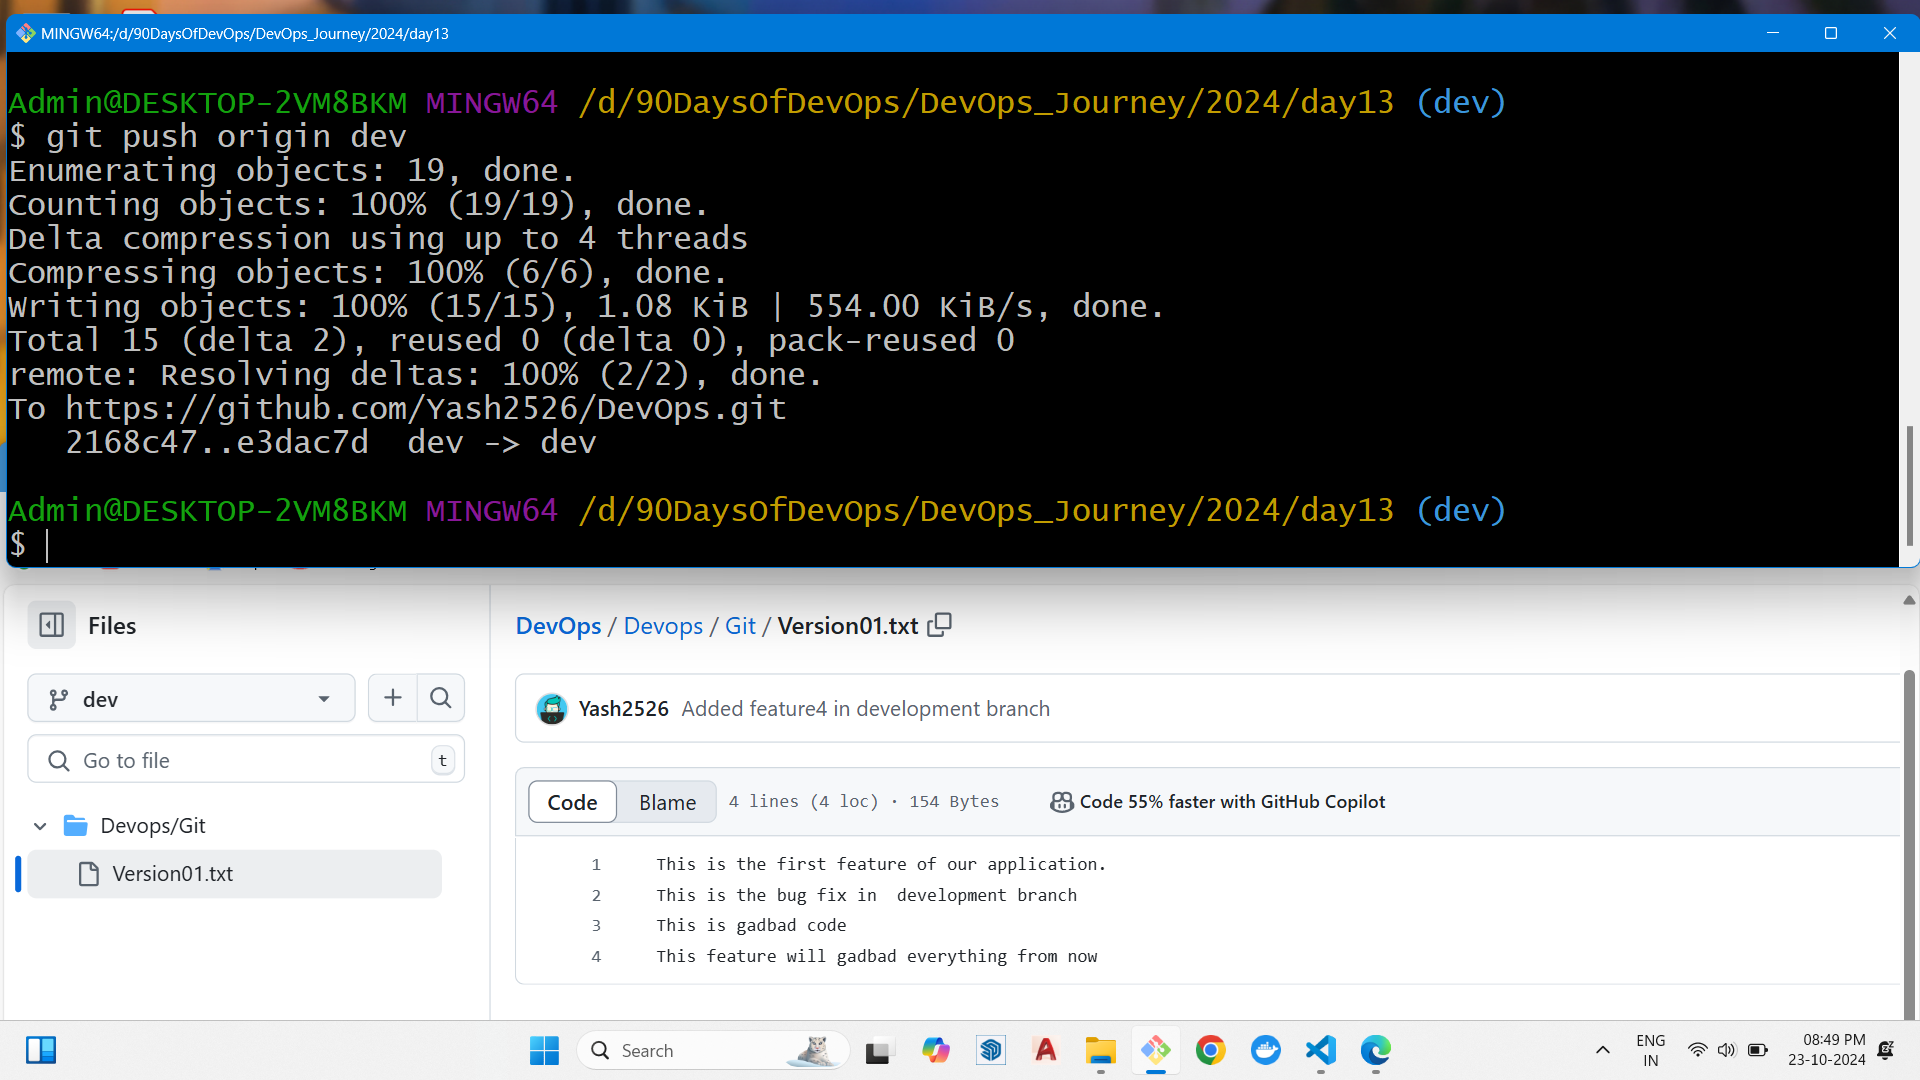 MINGW64:/d/90DaysOfDevOps/DevOps_Journey/2024/day13
Admin@DESKTOP-2VM8BKM MINGW64 /d/90DaysOfDevOps/DevOps_Journey/2024/day13 (dev)
$ git push origin dev
Enumerating objects: 19, done.
Counting objects: 100% (19/19), done.
Delta compression using up to 4 threads
Compressing objects: 100% (6/6), done.
Writing objects: 100% (15/15), 1.08 KiB | 554.00 KiB/s, done.
Total 15 (delta 2), reused 0 (delta 0), pack-reused 0
remote: Resolving deltas: 100% (2/2), done.
To https://github.com/Yash2526/DevOps.git
   2168c47..e3dac7d  dev -> dev
Admin@DESKTOP-2VM8BKM MINGW64 /d/90DaysOfDevOps/DevOps_Journey/2024/day13 (dev)
$
Files
dev
Go to file t
Devops/Git
Version01.txt
DevOps / Devops / Git / Version01.txt
Yash2526 Added feature4 in development branch
Code Blame 4 lines (4 loc) · 154 Bytes Code 55% faster with GitHub Copilot
1 This is the first feature of our application.
2 This is the bug fix in  development branch
3 This is gadbad code
4 This feature will gadbad everything from now
Search
ENG
IN
08:49 PM
23-10-2024